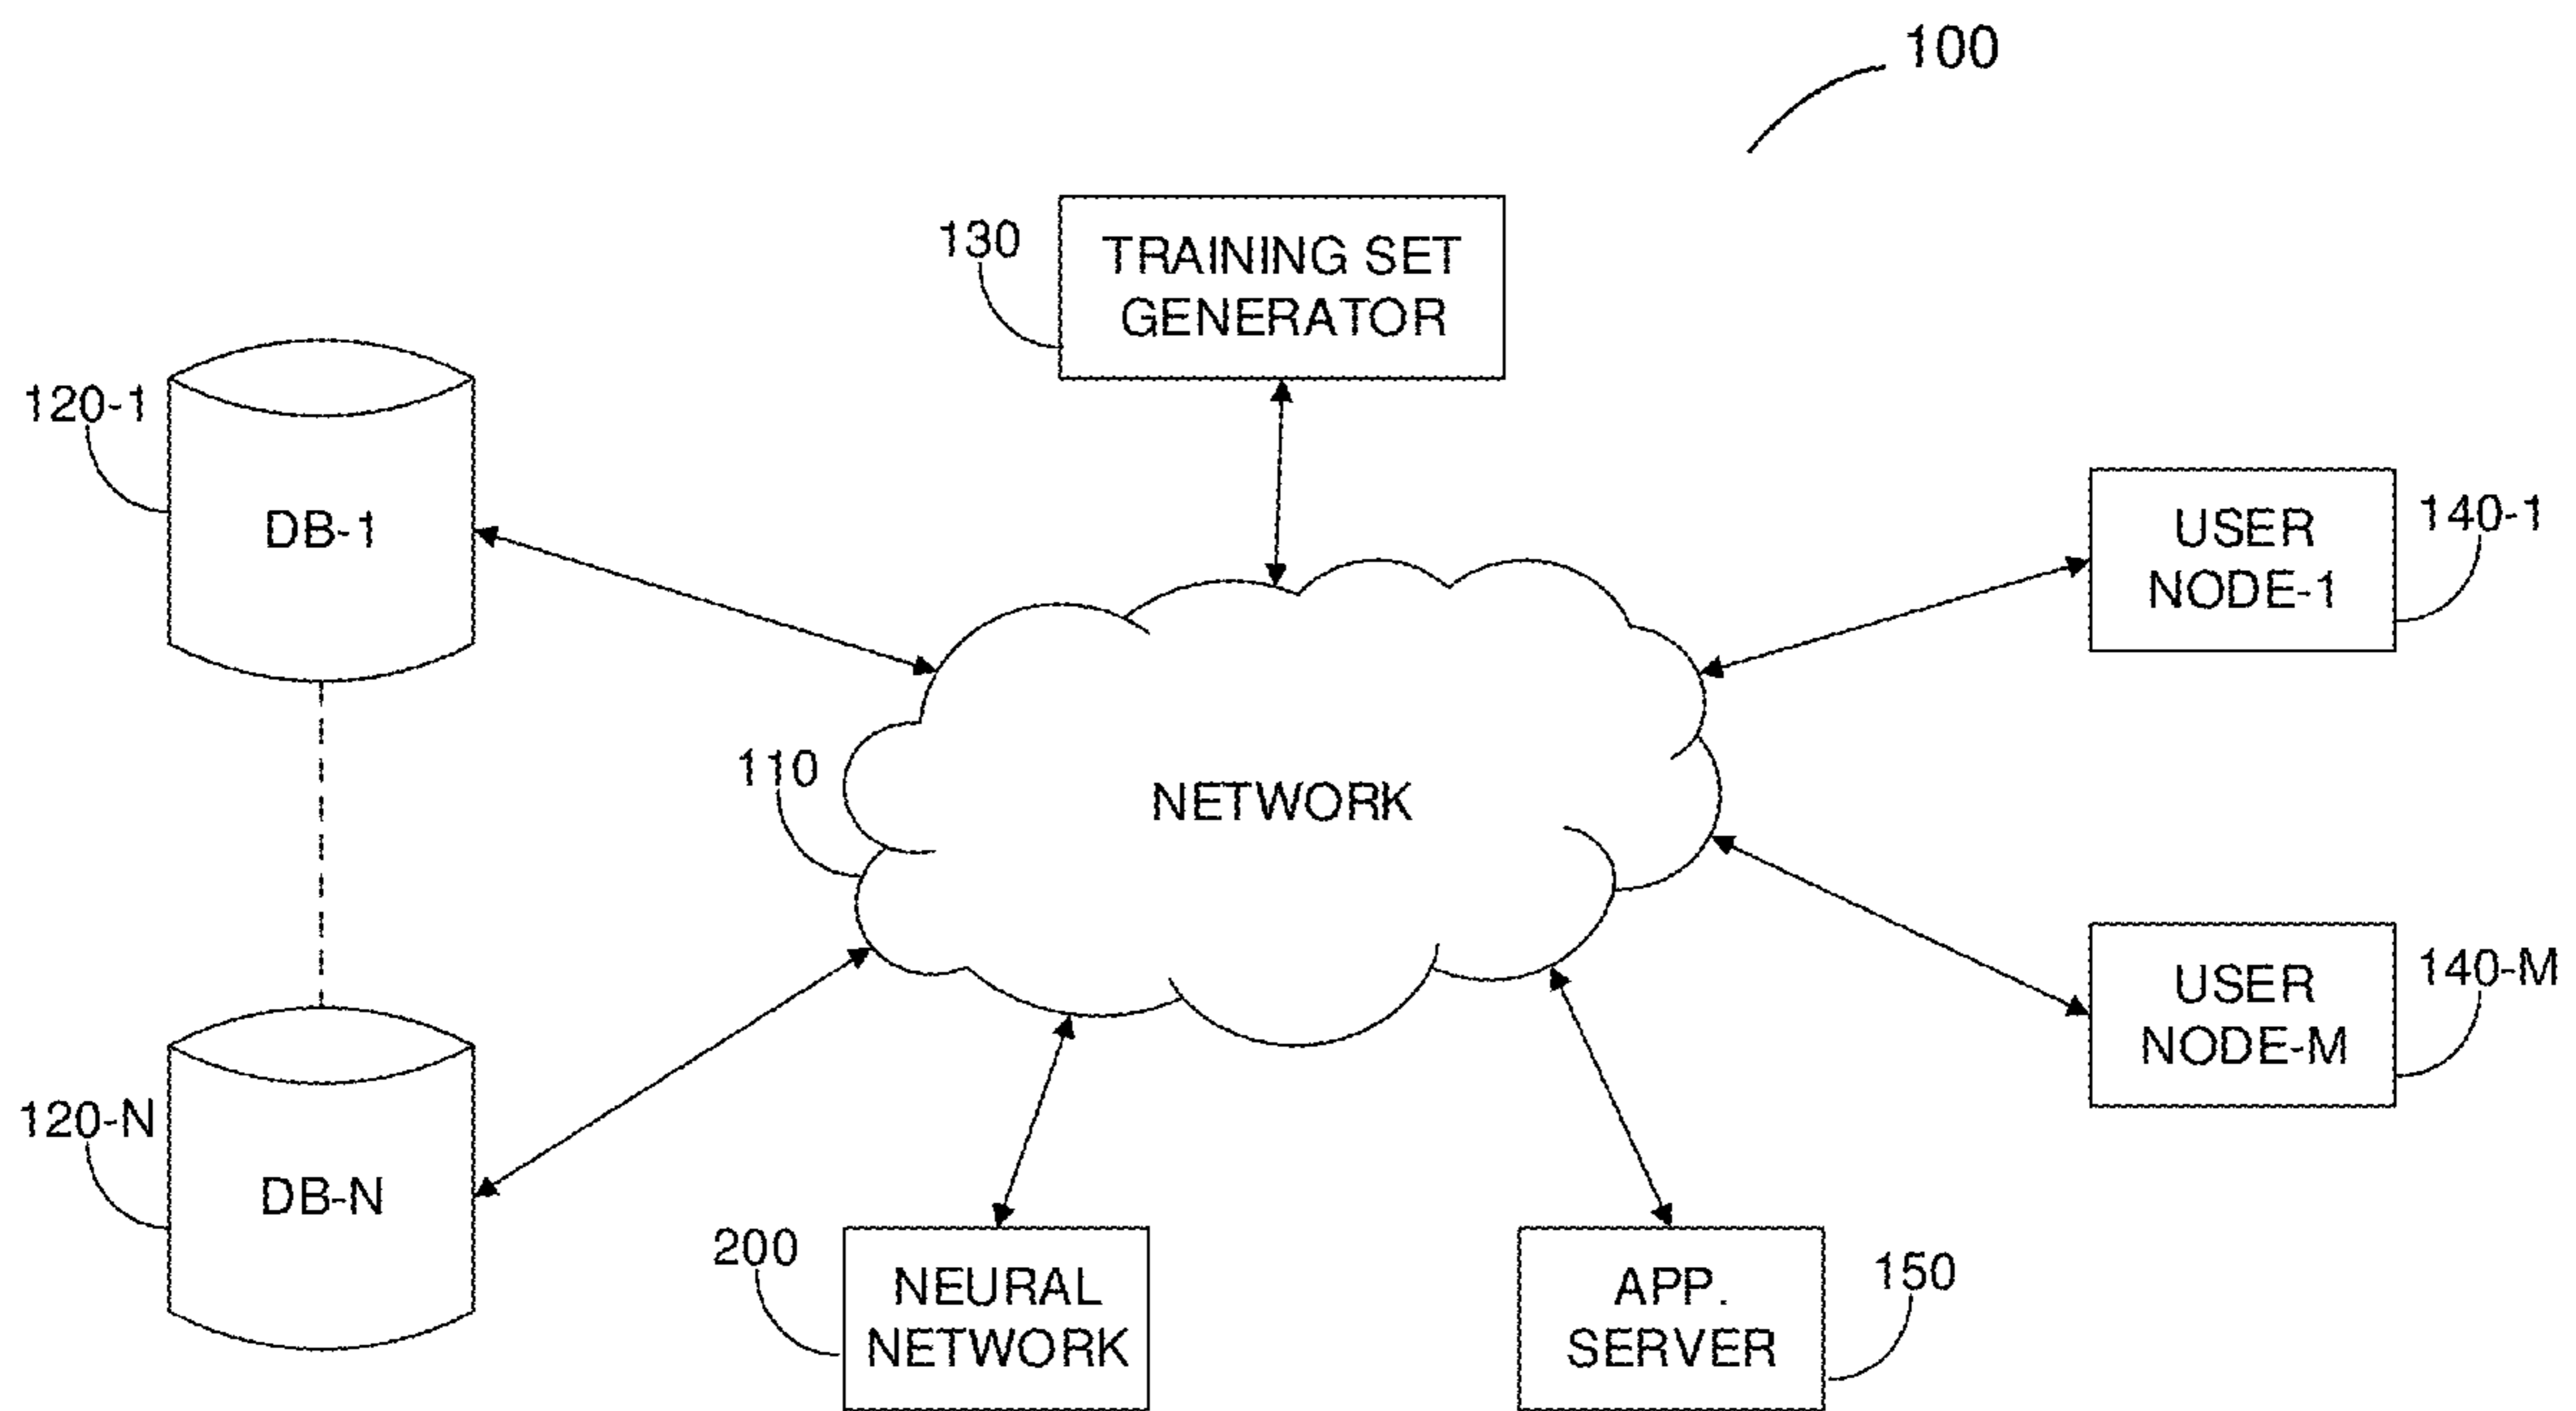 100
130
TRAINING SET
GENERATOR
120-1
DB-1
USER
NODE-1
140-1
110
NETWORK
USER
NODE-M
140-M
120-N
DB-N
200
NEURAL
NETWORK
APP.
SERVER
150